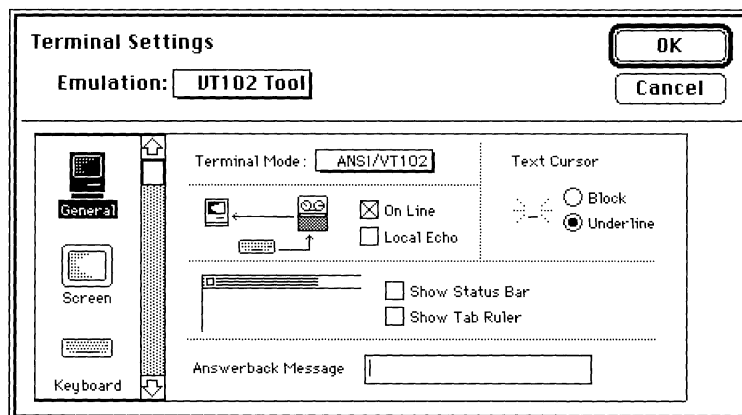 Terminal Settings
OK
Emulation: VT102 Tool
Cancel
General
Screen
Keyboard
Terminal Mode: ANSI/VT102
On Line
Local Echo
Text Cursor
Block
Underline
Show Status Bar
Show Tab Ruler
Answerback Message